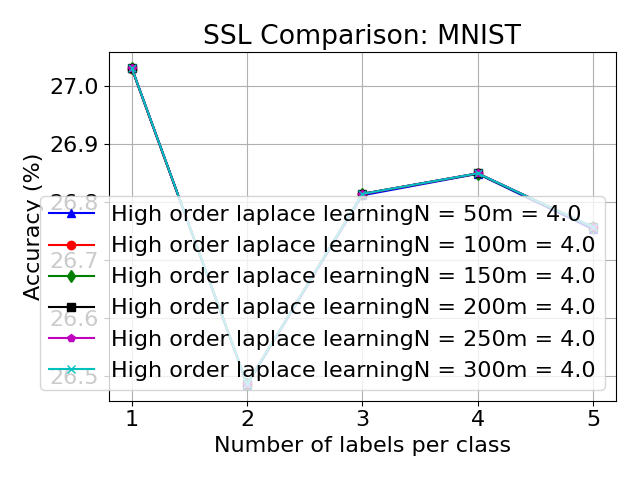 SSL Comparison: MNIST
Accuracy (%)
27.0
26.9
26.8
26.7
26.6
26.5
High order laplace learningN = 50m = 4.0
High order laplace learningN = 100m = 4.0
High order laplace learningN = 150m = 4.0
High order laplace learningN = 200m = 4.0
High order laplace learningN = 250m = 4.0
High order laplace learningN = 300m = 4.0
1 2 3 4 5
Number of labels per class